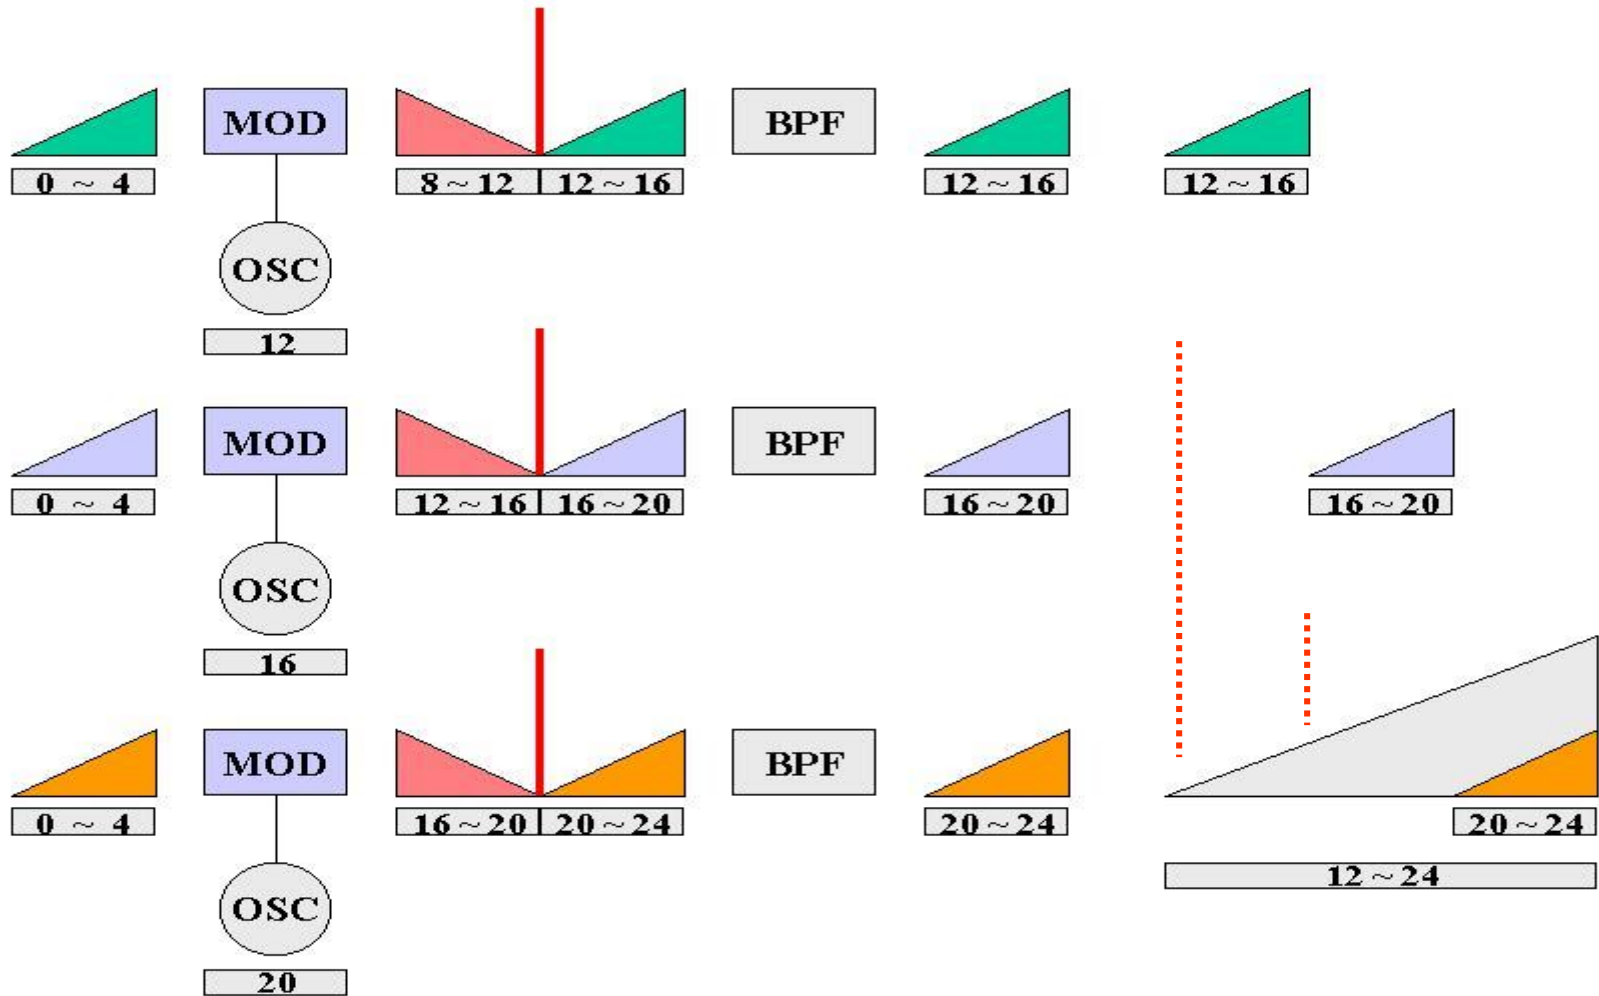 MOD BPF
0 ~ 4 8 ~ 12 12 ~ 16 12 ~ 16 12 ~ 16
OSC
12
MOD BPF
0 ~ 4 12 ~ 16 16 ~ 20 16 ~ 20 16 ~ 20
OSC
16
MOD BPF
0 ~ 4 16 ~ 20 20 ~ 24 20 ~ 24 20 ~ 24
12 ~ 24
OSC
20